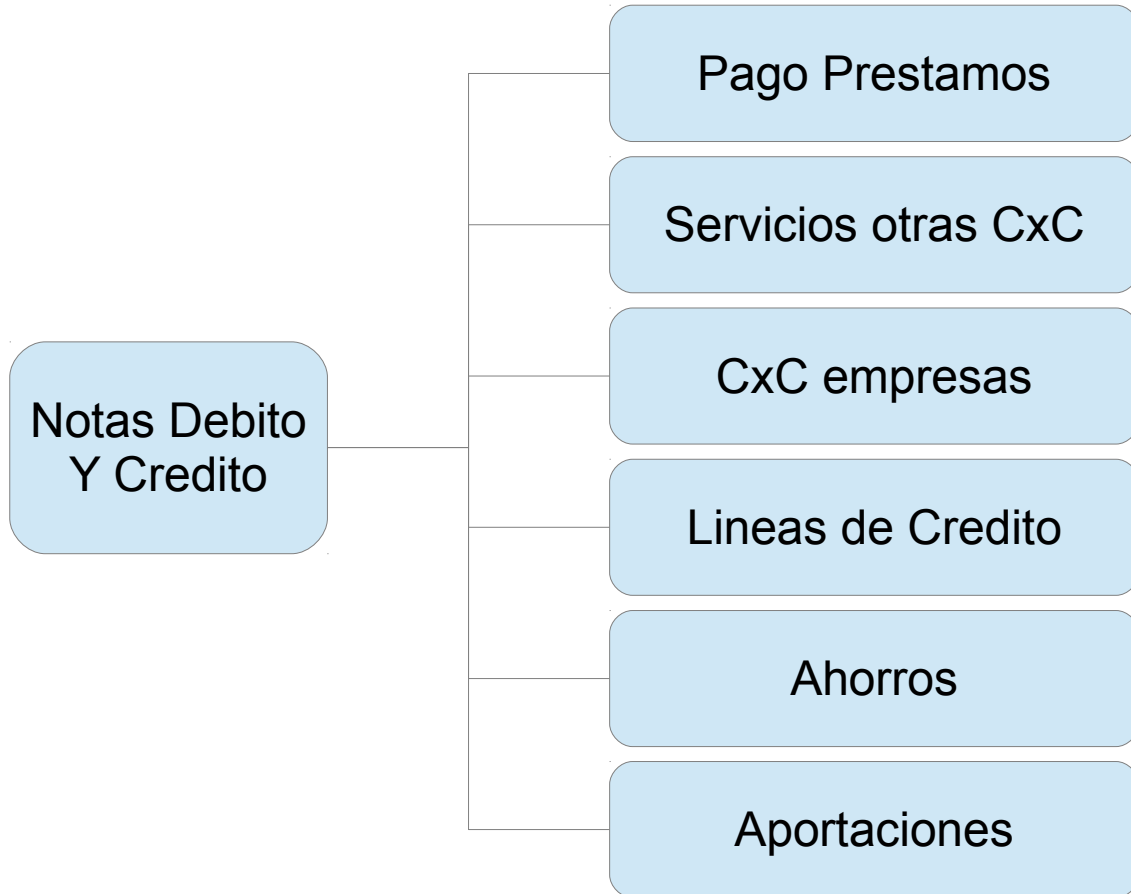 Pago Prestamos
Servicios otras CxC
CxC empresas
Notas Debito
Y Credito
Lineas de Credito
Ahorros
Aportaciones